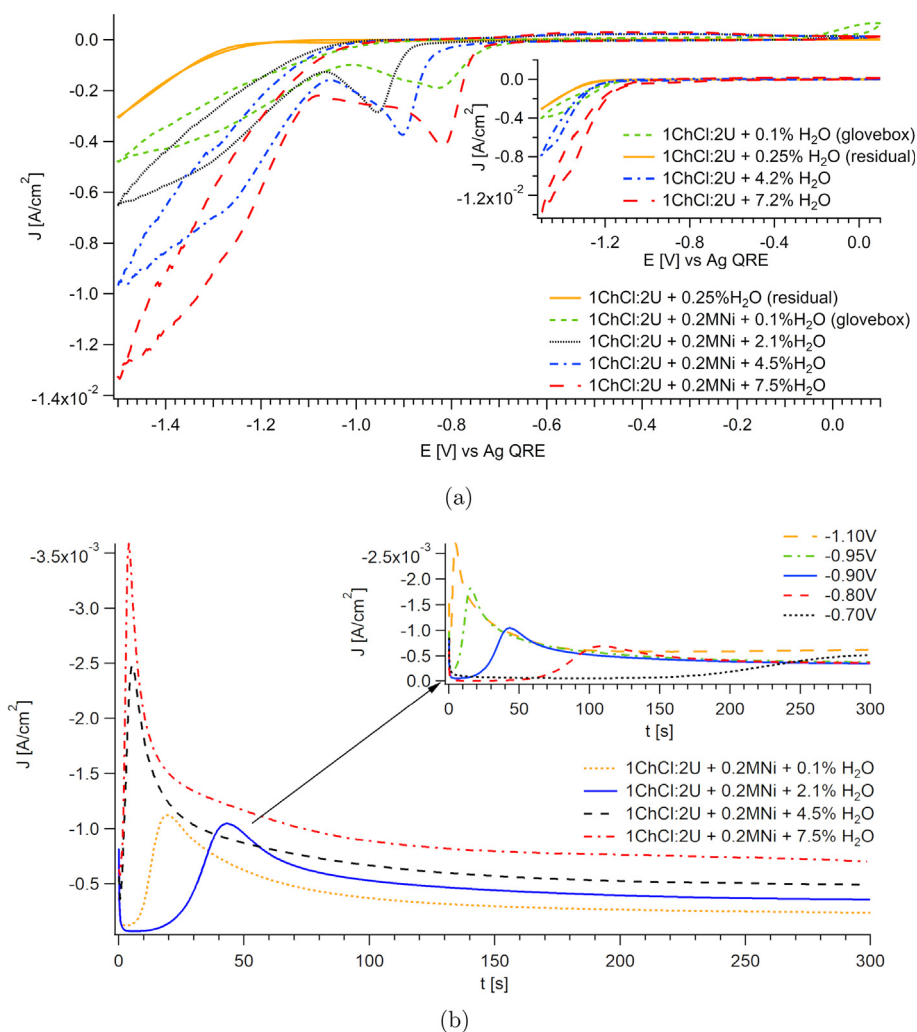 (a)
0.0
-0.2
-0.4
-0.6
-0.8
-1.0
-1.2
-1.4x10-2
J [A/cm2]
-1.4
-1.2
-1.0
-0.8
-0.6
-0.4
-0.2
0.0
E [V] vs Ag QRE
0.0
-0.4
-0.8
-1.2x10-2
J [A/cm2]
1ChCl:2U + 0.1% H2O (glovebox)
1ChCl:2U + 0.25% H2O (residual)
1ChCl:2U + 4.2% H2O
1ChCl:2U + 7.2% H2O
-1.2
-0.8
-0.4
0.0
E [V] vs Ag QRE
1ChCl:2U + 0.25%H2O (residual)
1ChCl:2U + 0.2MNi + 0.1%H2O (glovebox)
1ChCl:2U + 0.2MNi + 2.1%H2O
1ChCl:2U + 0.2MNi + 4.5%H2O
1ChCl:2U + 0.2MNi + 7.5%H2O
(a)
-3.5x10-3
-3.0
-2.5
-2.0
-1.5
-1.0
-0.5
J [A/cm2]
0
50
100
150
200
250
300
t [s]
-2.5x10-3
-2.0
-1.5
-1.0
-0.5
0.0
J [A/cm2]
0
50
100
150
200
250
300
t [s]
-1.10V
-0.95V
-0.90V
-0.80V
-0.70V
1ChCl:2U + 0.2MNi + 0.1% H2O
1ChCl:2U + 0.2MNi + 2.1% H2O
1ChCl:2U + 0.2MNi + 4.5% H2O
1ChCl:2U + 0.2MNi + 7.5% H2O
(b)